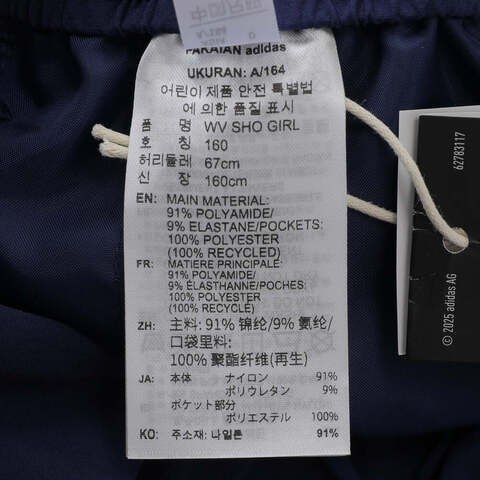 中国尺码
A/164
PAKAIAN adidas
UKURAN: A/164
어린이 제품 안전 특별법
에 의한 품질 표시
품 명 WV SHO GIRL
호 칭 160
허리둘레 67cm
신 장 160cm
EN: MAIN MATERIAL:
91% POLYAMIDE/
9% ELASTANE/POCKETS:
100% POLYESTER
(100% RECYCLED)
FR: MATIERE PRINCIPALE:
91% POLYAMIDE/
9% ÉLASTHANNE/POCHES:
100% POLYESTER
(100% RECYCLÉ)
ZH: 主料: 91% 锦纶/9% 氨纶/
口袋里料:
100% 聚酯纤维(再生)
JA: 本体 ナイロン 91%
ポリウレタン 9%
ポケット部分
ポリエステル 100%
KO: 주소재: 나일론 91%
62783117
© 2025 adidas AG